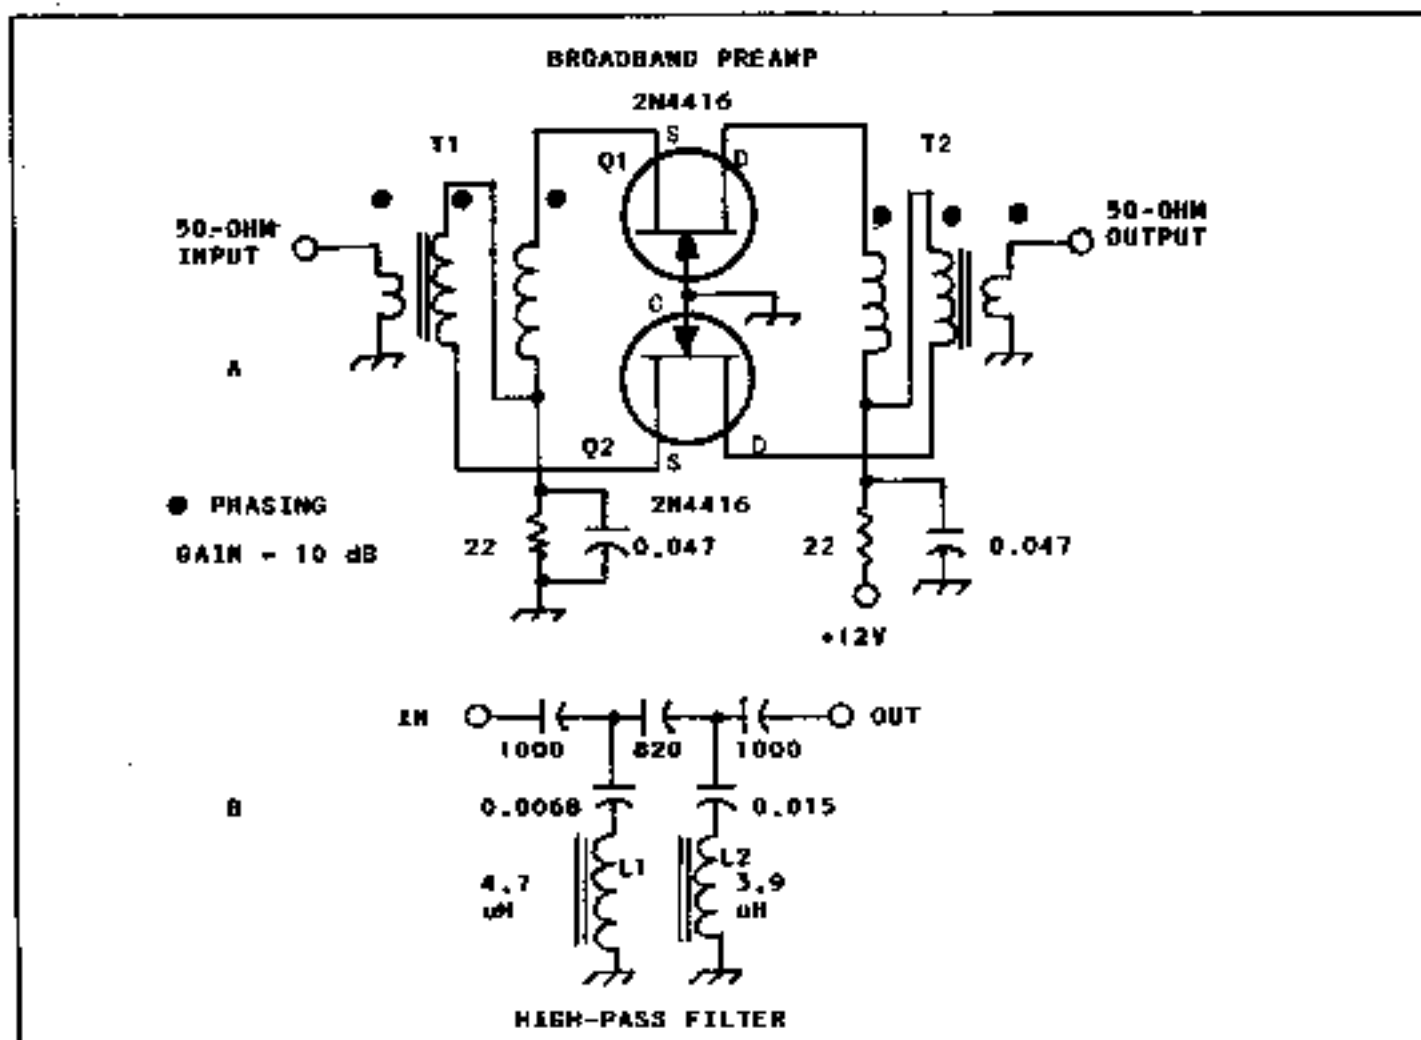 BROADBAND PREAMP
2N4416
T1
S
Q1
D
T2
50-OHM
INPUT
50-OHM
OUTPUT
G
A
Q2
S
D
PHASING
2N4416
GAIN = 10 dB
22
0.047
22
0.047
+12V
IN
OUT
1000
820
1000
B
0.0068
0.015
L1
L2
4.7
uH
3.9
uH
HIGH-PASS FILTER